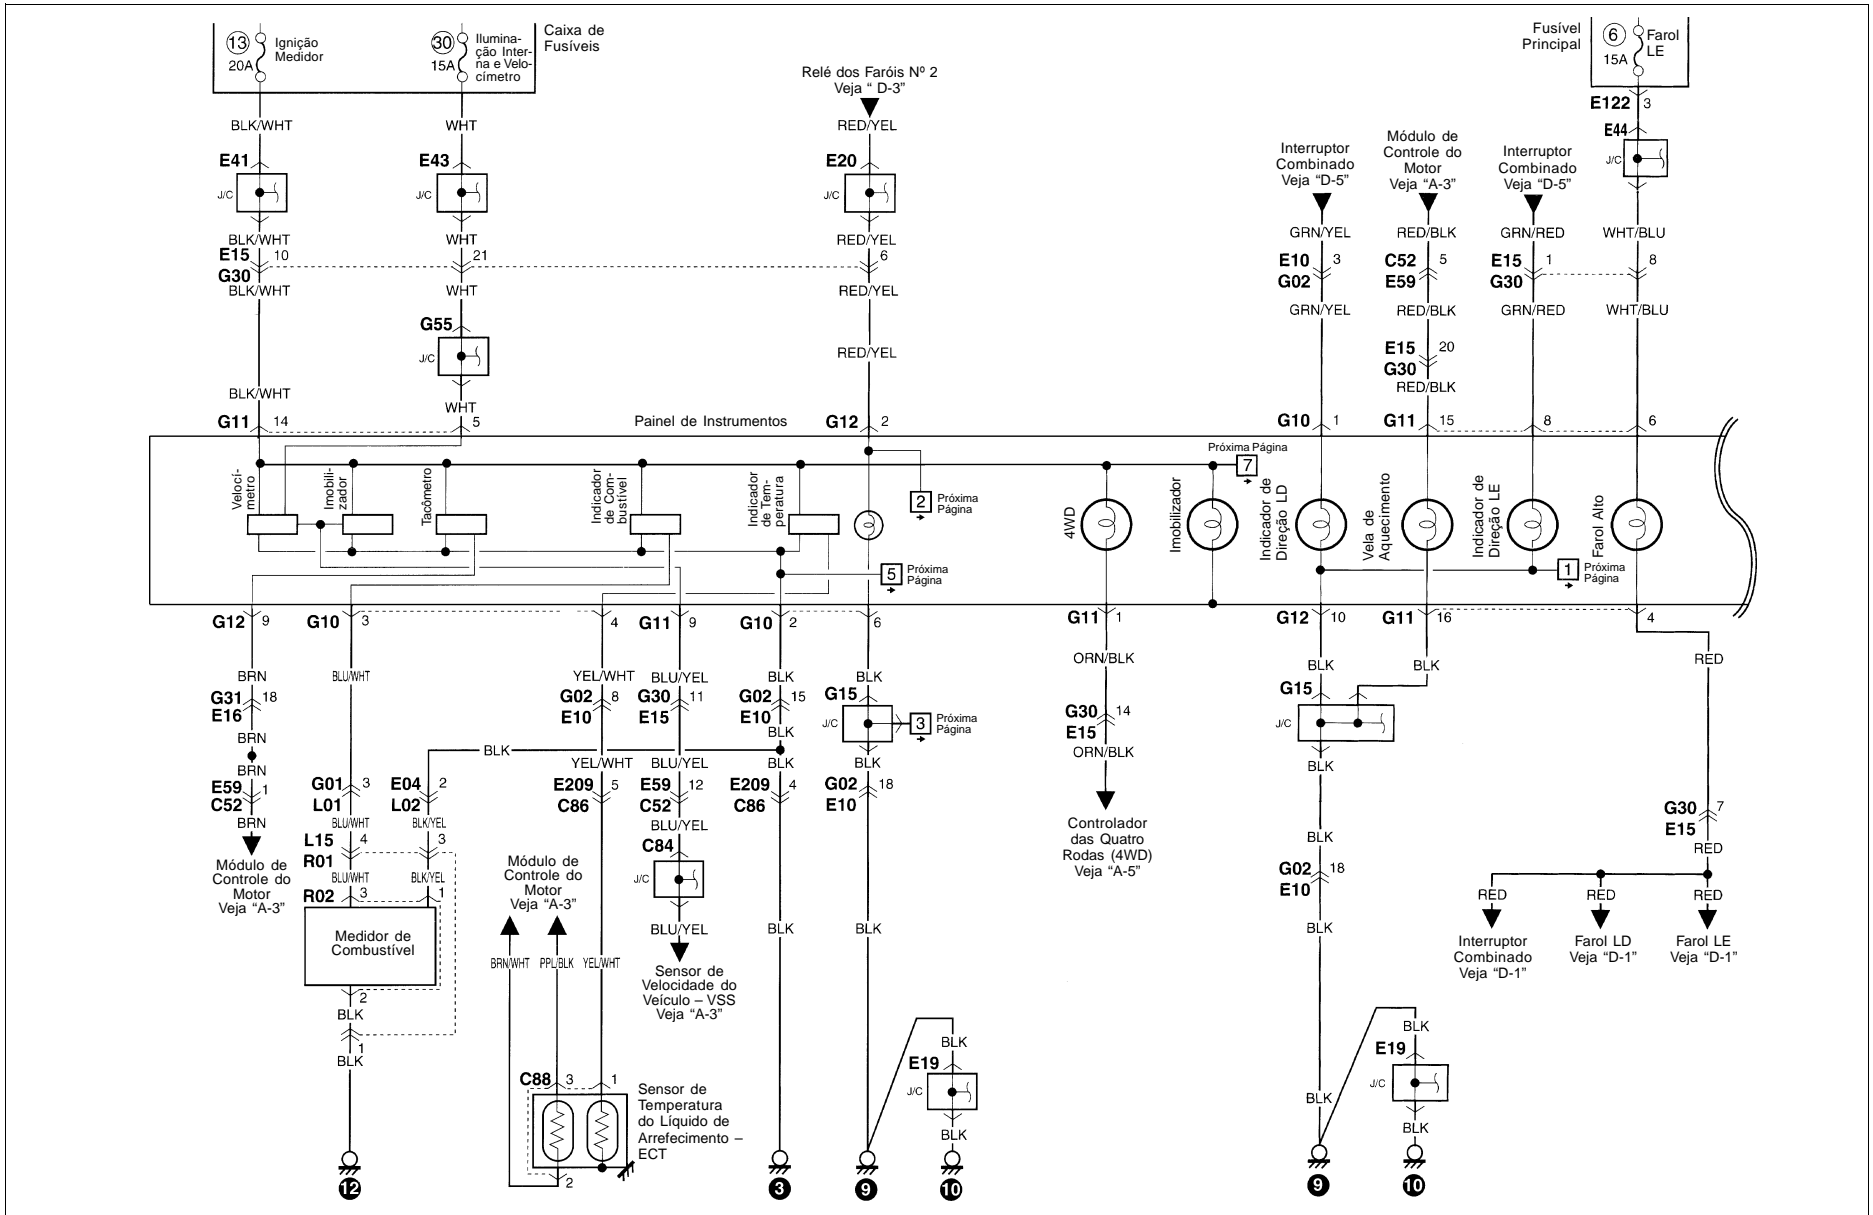 13
20A
Ignição
Medidor
30
15A
Ilumina-
ção Inter-
na e Velo-
címetro
Caixa de
Fusíveis
Relé dos Faróis Nº 2
Veja “ D-3”
Fusível
Principal
6
15A
Farol
LE
E122 3
E44
J/C
BLK/WHT
WHT
RED/YEL
E41
E43
E20
J/C
J/C
J/C
Interruptor
Combinado
Veja “D-5”
Módulo de
Controle do
Motor
Veja “A-3”
Interruptor
Combinado
Veja “D-5”
BLK/WHT
WHT
RED/YEL
GRN/YEL
RED/BLK
GRN/RED
WHT/BLU
E15 10
G30
21
6
E10 3
G02
C52 5
E59
E15 1
G30
8
BLK/WHT
WHT
RED/YEL
GRN/YEL
RED/BLK
GRN/RED
WHT/BLU
G55
J/C
RED/YEL
E15 20
G30
RED/BLK
BLK/WHT
WHT
G11 14
5
Painel de Instrumentos
G12 2
G10 1
G11 15
8
6
Velocí-
metro
Imobili-
zador
Tacômetro
Indicador
de Com-
bustível
Indicador
de Tem-
peratura
2
Próxima
Página
5
Próxima
Página
4WD
Imobilizador
Próxima Página
7
Indicador de
Direção LD
Vela de
Aquecimento
Indicador de
Direção LE
Farol Alto
1
Próxima
Página
G12 9
G10 3
4
G11 9
G10 2
6
G11 1
G12 10
G11 16
4
BRN
BLU/WHT
YEL/WHT
BLU/YEL
BLK
BLK
ORN/BLK
BLK
BLK
RED
G31 18
E16
G02 8
E10
G30 11
E15
G02 15
E10
G15
J/C
3
Próxima
Página
G30 14
E15
G15
J/C
BRN
BLK
BLK
ORN/BLK
BRN
YEL/WHT
BLU/YEL
BLK
BLK
BLK
E59 1
C52
G01 3
L01
E04 2
L02
E209 5
C86
E59 12
C52
E209 4
C86
G02 18
E10
G30 7
E15
BRN
BLU/WHT
BLK/YEL
BLU/YEL
BLK
RED
Módulo de
Controle do
Motor
Veja “A-3”
L15 4
R01
3
BLU/WHT
BLK/YEL
R02 3
1
Módulo de
Controle do
Motor
Veja “A-3”
C84
J/C
Controlador
das Quatro
Rodas (4WD)
Veja “A-5”
G02 18
E10
RED
RED
RED
Medidor de
Combustível
BLU/YEL
BLK
BLK
BLK
Interruptor
Combinado
Veja “D-1”
Farol LD
Veja “D-1”
Farol LE
Veja “D-1”
BRN/WHT
PPL/BLK
YEL/WHT
Sensor de
Velocidade do
Veículo – VSS
Veja “A-3”
2
BLK
1
BLK
BLK
E19
J/C
BLK
BLK
E19
J/C
BLK
BLK
C88 3
1
2
Sensor de
Temperatura
do Líquido de
Arrefecimento –
ECT
12
3
9
10
9
10